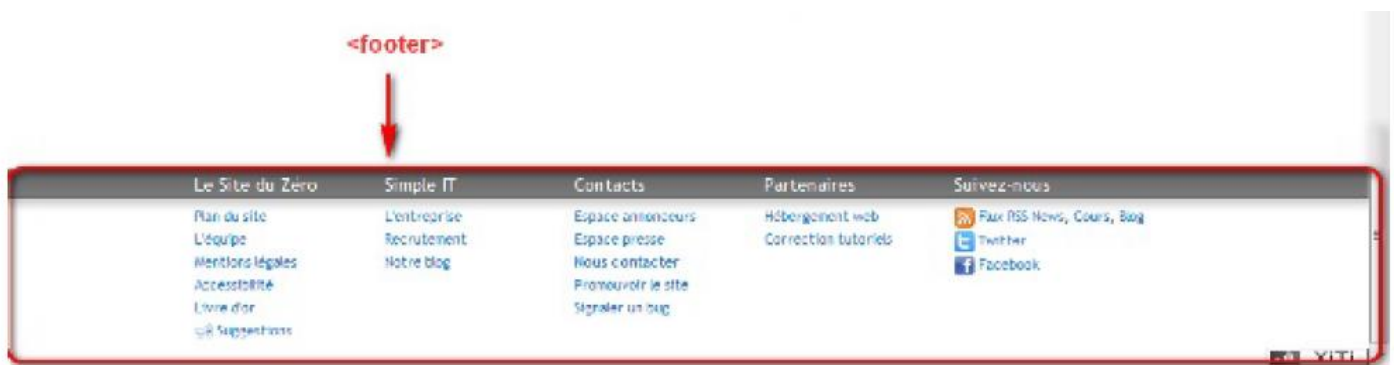 <footer>
Le Site du Zéro Simple IT Contacts Partenaires Suivez-nous
Plan du site L'entreprise Espace annonceurs Hébergement web Flux RSS News, Cours, Blog
L'équipe Recrutement Espace presse Correction tutoriels Twitter
Mentions légales Notre blog Nous contacter Facebook
Accessibilité Promouvoir le site
Livre d'or Signaler un bug
Suggestions
XiTi